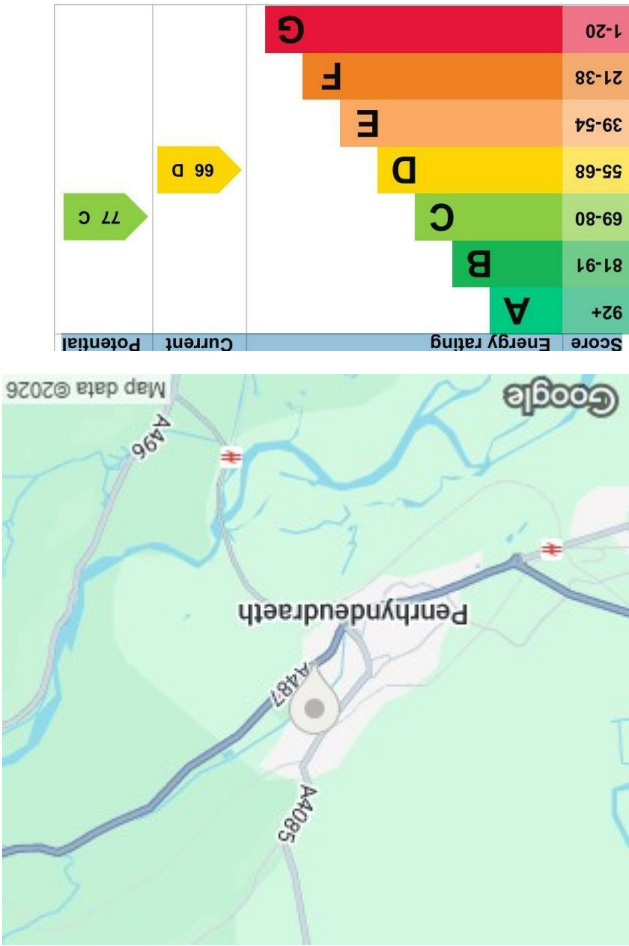 A4085
A487
Penrhyndeudraeth
A496
Google
Map data ©2026
Score Energy rating Current Potential
92+ A
81-91 B
69-80 C 77 C
55-68 D 66 D
39-54 E
21-38 F
1-20 G